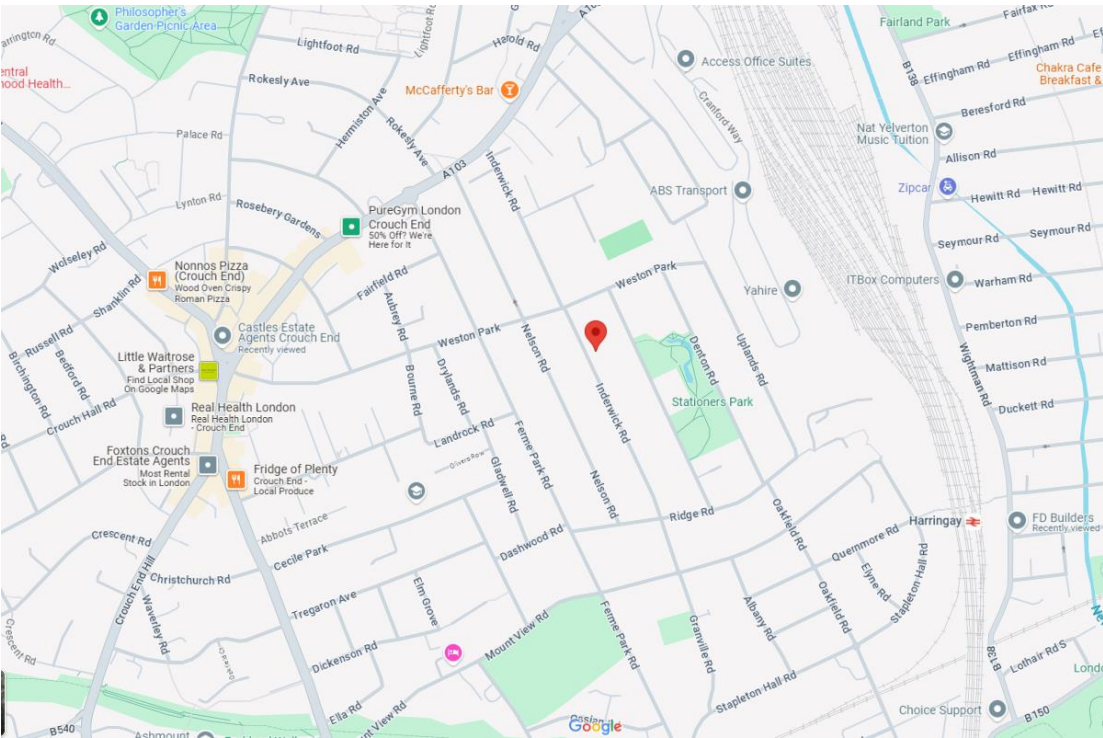 Philosopher's
Garden Picnic Area
Lightfoot Rd
Lightfoot Rd
Harold Rd
Access Office Suites
Fairland Park
Effingham Rd
Effingham Rd
Chakra Cafe
Breakfast &
B138
Beresford Rd
Rokesly Ave
McCafferty's Bar
Hermiston Ave
Rokesly Ave
Cranford Way
Nat Yelverton
Music Tuition
Palace Rd
A103
Inderwick Rd
Allison Rd
ABS Transport
Zipcar
Hewitt Rd
Hewitt Rd
Lynton Rd
Rosebery Gardens
PureGym London
Crouch End
50% Off? We're
Here for It
Seymour Rd
Seymour Rd
Wolseley Rd
Shanklin Rd
Nonnos Pizza
(Crouch End)
Wood Oven Crispy
Roman Pizza
Fairfield Rd
Weston Park
Yahire
ITBox Computers
Warham Rd
Russell Rd
Aubrey Rd
Castles Estate
Agents Crouch End
Recently viewed
Weston Park
Nelson Rd
Denton Rd
Uplands Rd
Pemberton Rd
Wightman Rd
Mattison Rd
Birchington Rd
Bedford Rd
Little Waitrose
& Partners
Find Local Shop
On Google Maps
Bourne Rd
Drylands Rd
Inderwick Rd
Stationers Park
Duckett Rd
Crouch Hall Rd
Real Health London
Real Health London
- Crouch End
Landrock Rd
Ferme Park Rd
Foxtons Crouch
End Estate Agents
Most Rental
Stock in London
Fridge of Plenty
Crouch End -
Local Produce
Olivers Row
Gladwell Rd
Nelson Rd
Ridge Rd
Oakfield Rd
Harringay
FD Builders
Recently viewed
Crescent Rd
Abbots Terrace
Cecile Park
Dashwood Rd
Quernmore Rd
Christchurch Rd
Crouch End Hill
Waverley Rd
Elm Grove
Elyne Rd
Stapleton Hall Rd
Tregaron Ave
Ferme Park Rd
Albany Rd
Oakfield Rd
Mount View Rd
Granville Rd
Dickenson Rd
Crescent Rd
B138
Lothair Rd S
Stapleton Hall Rd
Ella Rd
Google
Choice Support
B150
B540
Ashmount